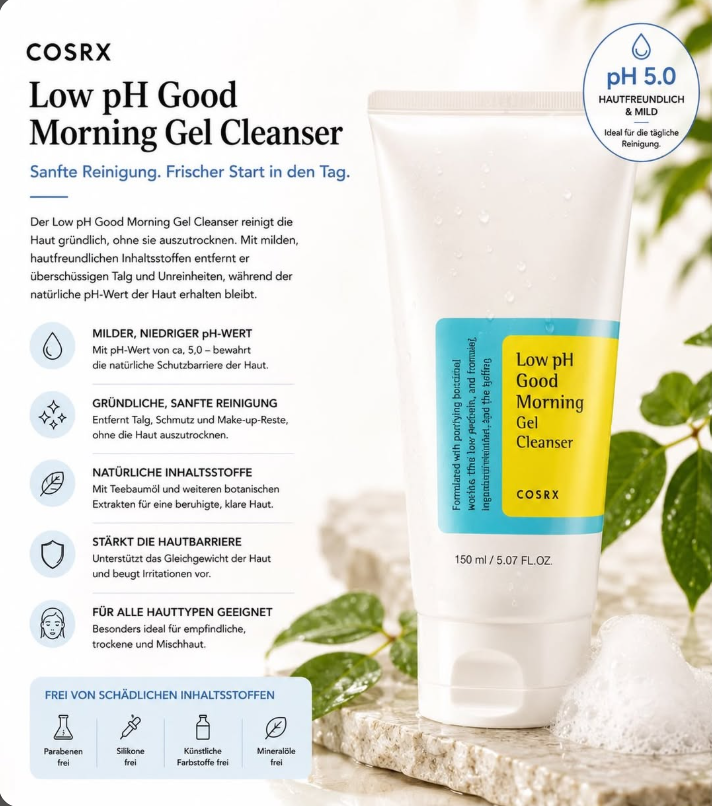 COSRX
Low pH Good
Morning Gel Cleanser
Sanfte Reinigung. Frischer Start in den Tag.
Der Low pH Good Morning Gel Cleanser reinigt die
Haut gründlich, ohne sie auszutrocknen. Mit milden,
hautfreundlichen Inhaltsstoffen entfernt er
überschüssigen Talg und Unreinheiten, während der
natürliche pH-Wert der Haut erhalten bleibt.
MILDER, NIEDRIGER pH-WERT
Mit pH-Wert von ca, 5,0 – bewahrt
die natürliche Schutzbarriere der Haut.
GRÜNDLICHE, SANFTE REINIGUNG
Entfernt Talg, Schmutz und Make-up-Reste,
ohne die Haut auszutrocknen.
NATÜRLICHE INHALTSSTOFFE
Mit Teebaumöl und weiteren botanischen
Extrakten für eine beruhigte, klare Haut.
STÄRKT DIE HAUTBARRIERE
Unterstützt das Gleichgewicht der Haut
und beugt Irritationen vor.
FÜR ALLE HAUTTYPEN GEEIGNET
Besonders ideal für empfindliche,
trockene und Mischhaut.
FREI VON SCHÄDLICHEN INHALTSSTOFFEN
Parabenen
frei
Silikone
frei
Künstliche
Farbstoffe frei
Mineralöle
frei
pH 5.0
HAUTFREUNDLICH
& MILD
Ideal für die tägliche
Reinigung.
Formulated with
the low
and the
Low pH
Good
Morning
Gel
Cleanser
COSRX
150 ml / 5.07 FL.OZ.